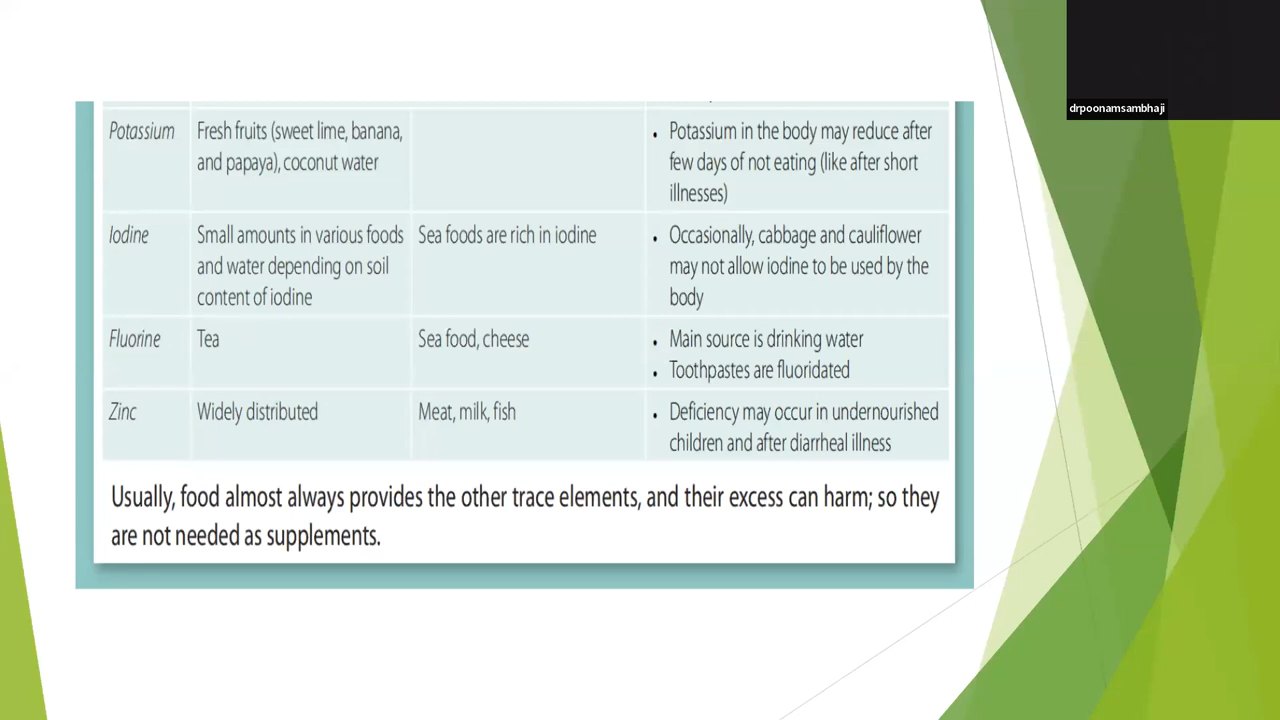 drpoonamsambhaji
Potassium
Fresh fruits (sweet lime, banana,
and papaya), coconut water
• Potassium in the body may reduce after
few days of not eating (like after short
illnesses)
Iodine
Small amounts in various foods
and water depending on soil
content of iodine
Sea foods are rich in iodine
• Occasionally, cabbage and cauliflower
may not allow iodine to be used by the
body
Fluorine
Tea
Sea food, cheese
• Main source is drinking water
• Toothpastes are fluoridated
Zinc
Widely distributed
Meat, milk, fish
• Deficiency may occur in undernourished
children and after diarrheal illness
Usually, food almost always provides the other trace elements, and their excess can harm; so they
are not needed as supplements.